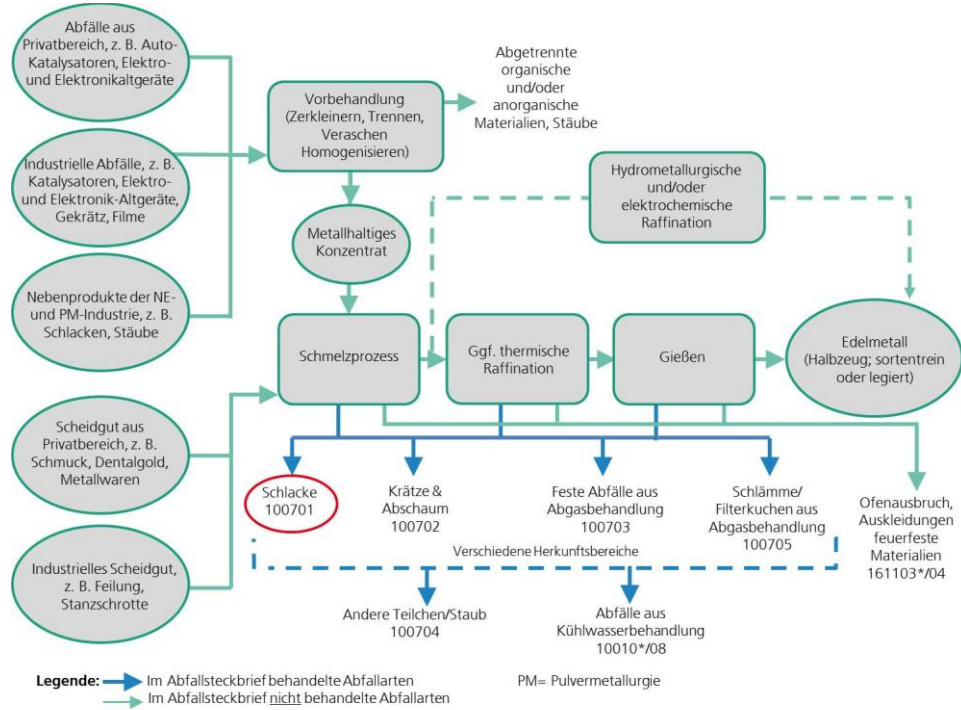 Abfälle aus
Privatbereich, z. B. Auto-
Katalysatoren, Elektro-
und Elektronikaltgeräte
Vorbehandlung
(Zerkleinern, Trennen,
Veraschen
Homogenisieren)
Abgetrennte
organische
und/oder
anorganische
Materialien, Stäube
Industrielle Abfälle, z. B.
Katalysatoren, Elektro-
und Elektronik-Altgeräte,
Gekrätz, Filme
Hydrometallurgische
und/oder
elektrochemische
Raffination
Metallhaltiges
Konzentrat
Nebenprodukte der NE-
und PM-Industrie, z. B.
Schlacken, Stäube
Schmelzprozess
Ggf. thermische
Raffination
Gießen
Edelmetall
(Halbzeug; sortentrein
oder legiert)
Scheidgut aus
Privatbereich, z. B.
Schmuck, Dentalgold,
Metallwaren
Schlacke
100701
Krätze &
Abschaum
100702
Feste Abfälle aus
Abgasbehandlung
100703
Schlämme/
Filterkuchen aus
Abgasbehandlung
100705
Ofenausbruch,
Auskleidungen
feuerfeste
Materialien
161103*/04
Verschiedene Herkunftsbereiche
Industrielles Scheidgut,
z. B. Feilung,
Stanzschrotte
Andere Teilchen/Staub
100704
Abfälle aus
Kühlwasserbehandlung
10010*/08
Legende: Im Abfallsteckbrief behandelte Abfallarten
Im Abfallsteckbrief nicht behandelte Abfallarten
PM= Pulvermetallurgie